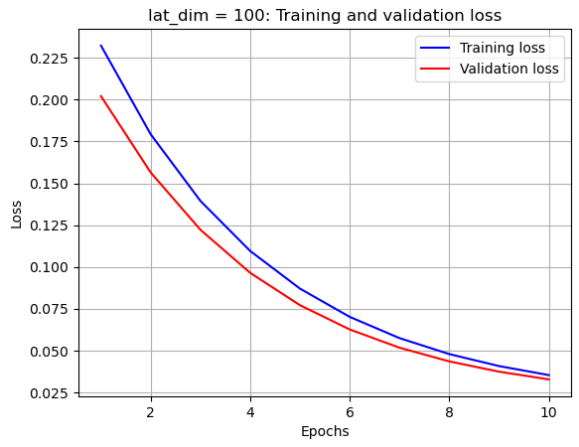 lat_dim = 100: Training and validation loss
Training loss
Validation loss
Loss
0.225
0.200
0.175
0.150
0.125
0.100
0.075
0.050
0.025
2 4 6 8 10
Epochs